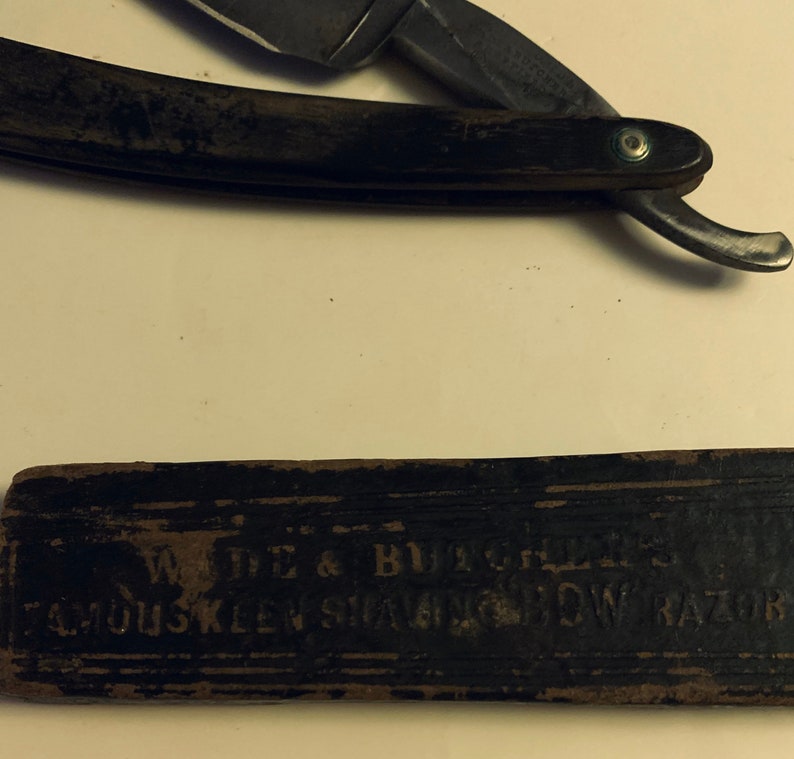 WADE & BUTCHER'S
FAMOUS KEEN SHAVING BOW RAZOR